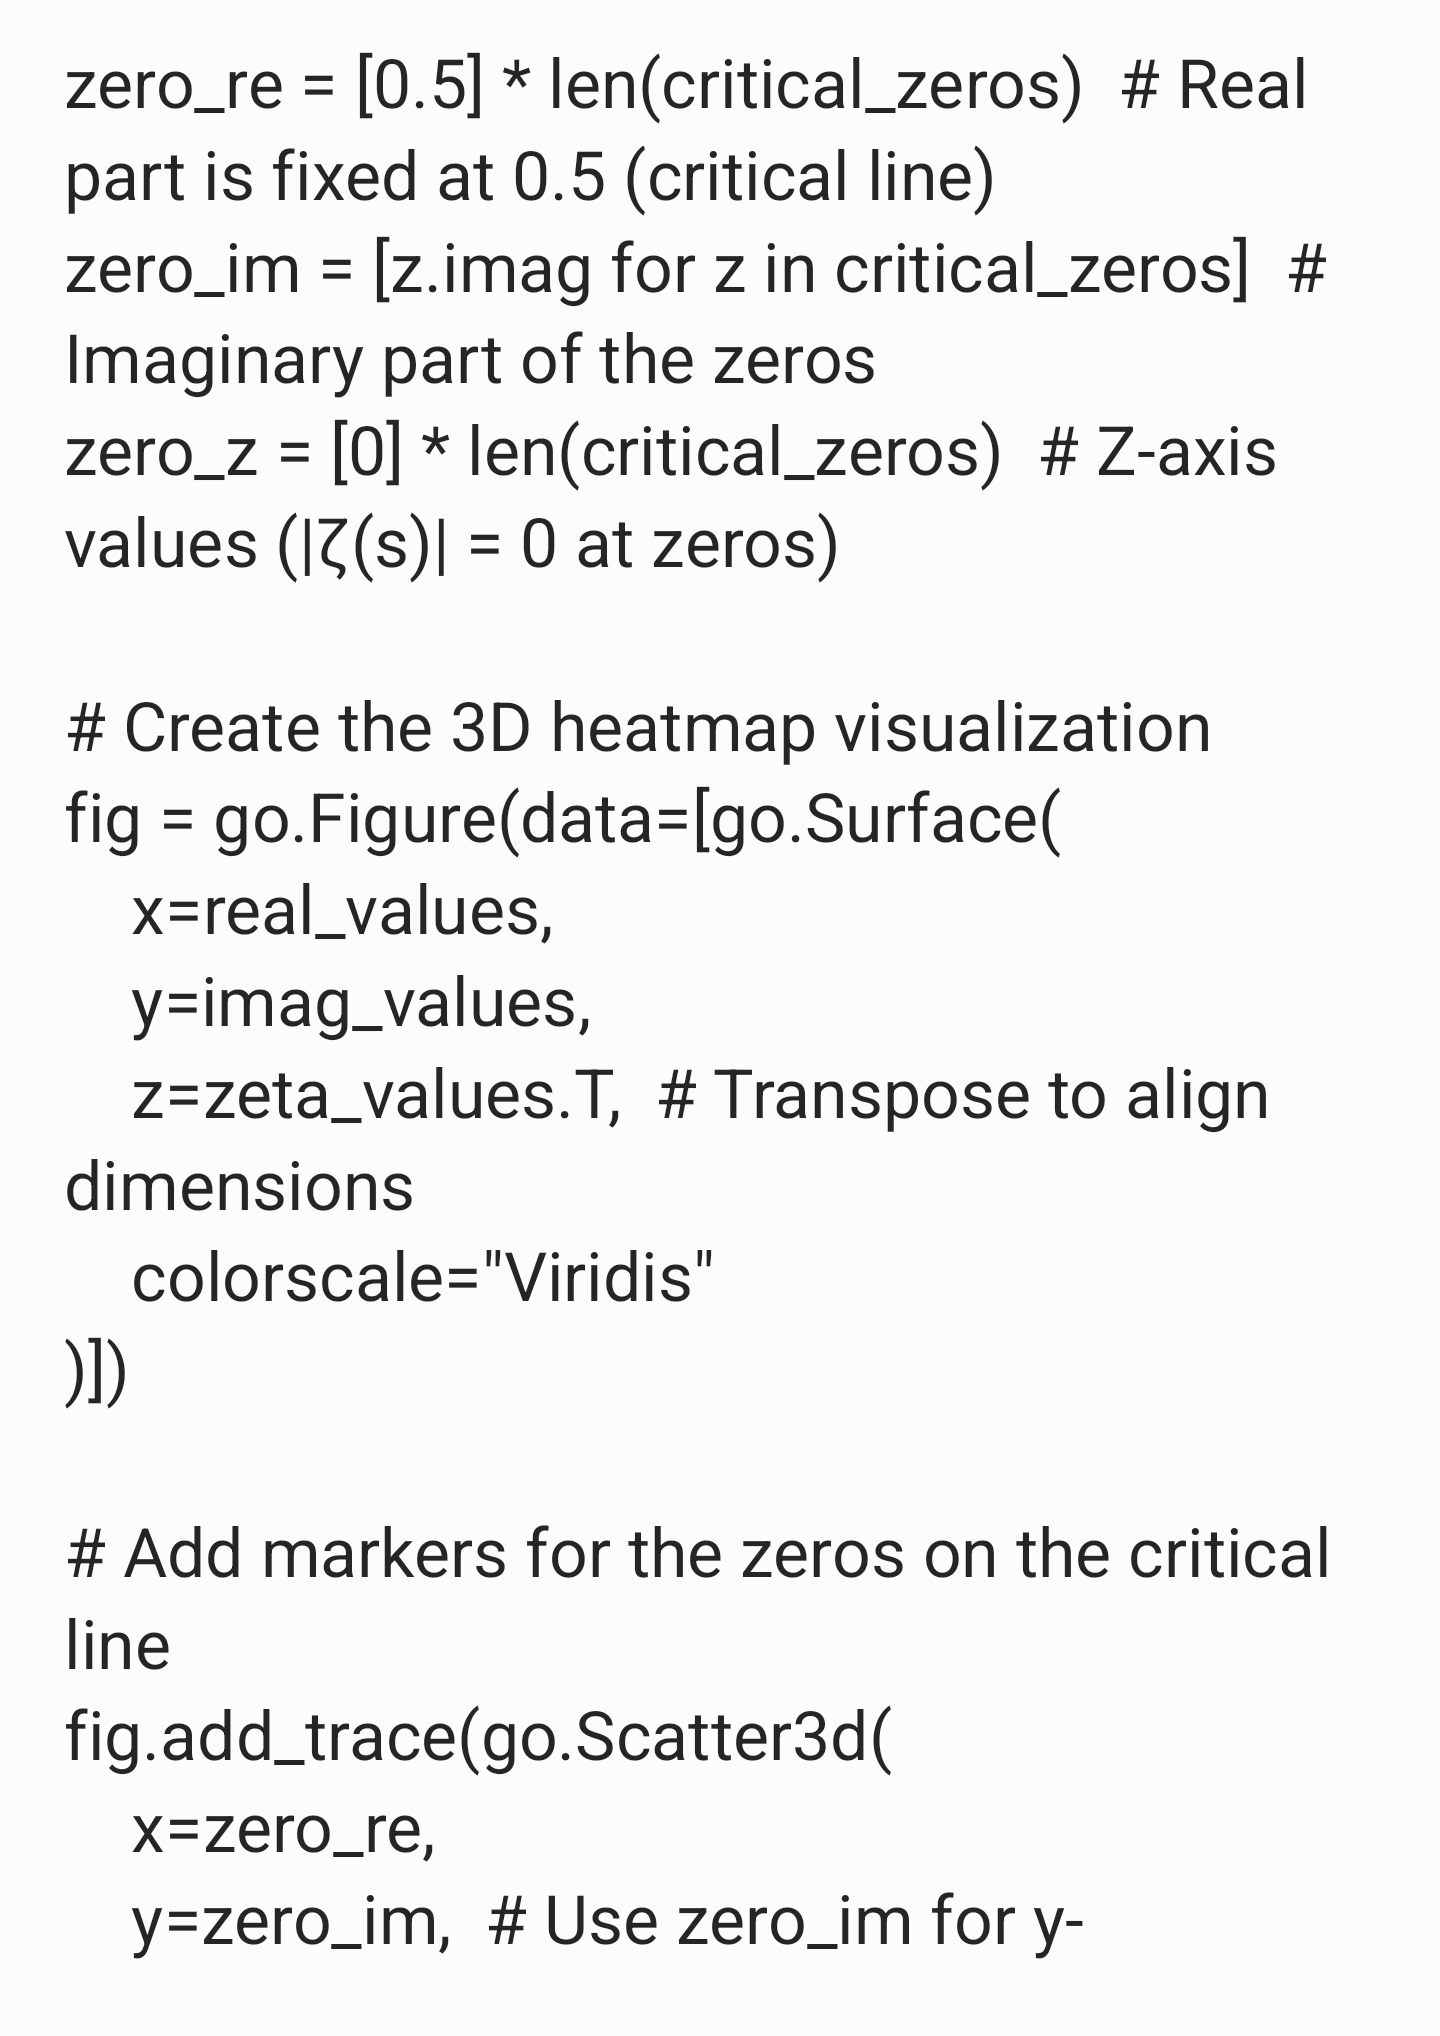 zero_re = [0.5] * len(critical_zeros)  # Real
part is fixed at 0.5 (critical line)
zero_im = [z.imag for z in critical_zeros]  #
Imaginary part of the zeros
zero_z = [0] * len(critical_zeros)  # Z-axis
values (|ζ(s)| = 0 at zeros)

# Create the 3D heatmap visualization
fig = go.Figure(data=[go.Surface(
    x=real_values,
    y=imag_values,
    z=zeta_values.T,  # Transpose to align
dimensions
    colorscale="Viridis"
)])

# Add markers for the zeros on the critical
line
fig.add_trace(go.Scatter3d(
    x=zero_re,
    y=zero_im,  # Use zero_im for y-